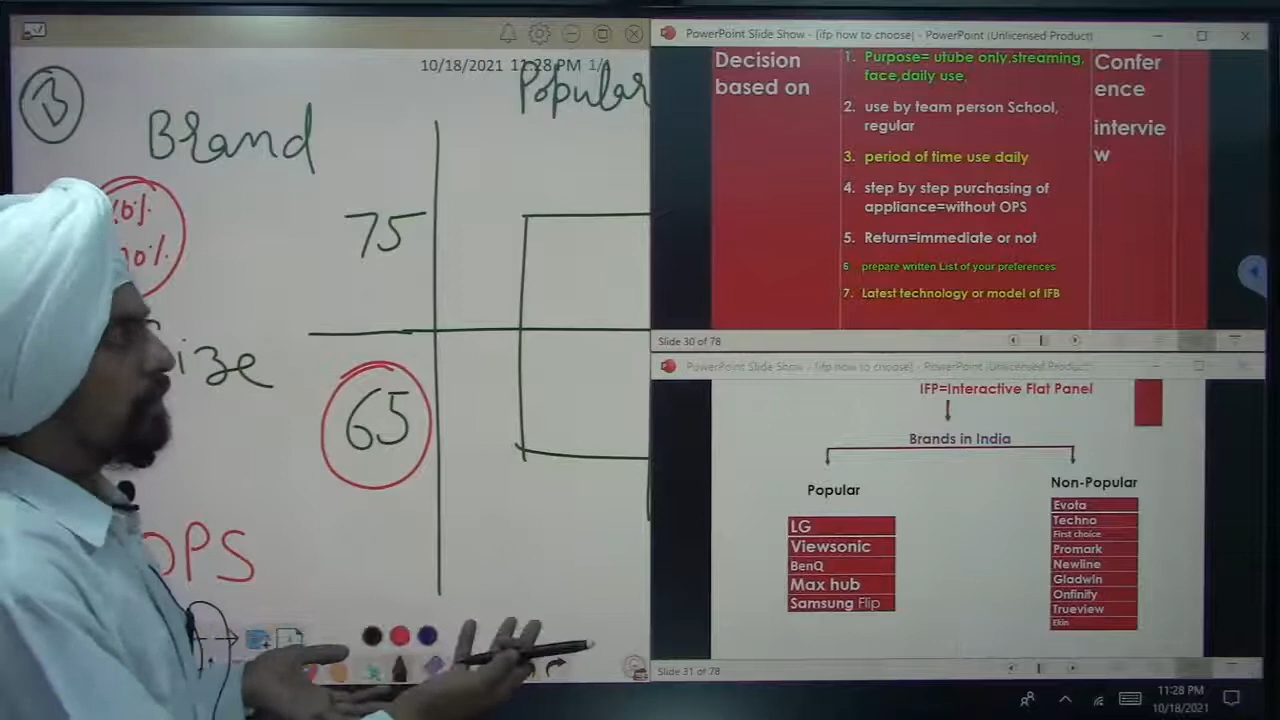 10/18/2021 11:28 PM 1/1
B
Brand
Popular
75
65
ize
OPS
PowerPoint Slide Show - [ifp how to choose] - PowerPoint (Unlicensed Product)
Decision
based on
1. Purpose= utube only,streaming,
face,daily use,
2. use by team person School,
regular
3. period of time use daily
4. step by step purchasing of
appliance=without OPS
5. Return=immediate or not
6 prepare written List of your preferences
7. Latest technology or model of IFB
Confer
ence
intervie
w
Slide 30 of 78
PowerPoint Slide Show - [ifp how to choose] - PowerPoint (Unlicensed Product)
IFP=Interactive Flat Panel
Brands in India
Popular
LG
Viewsonic
BenQ
Max hub
Samsung Flip
Non-Popular
Evota
Techno
First choice
Promark
Newline
Gladwin
Onfinity
Trueview
Ekin
Slide 31 of 78
11:28 PM
10/18/2021